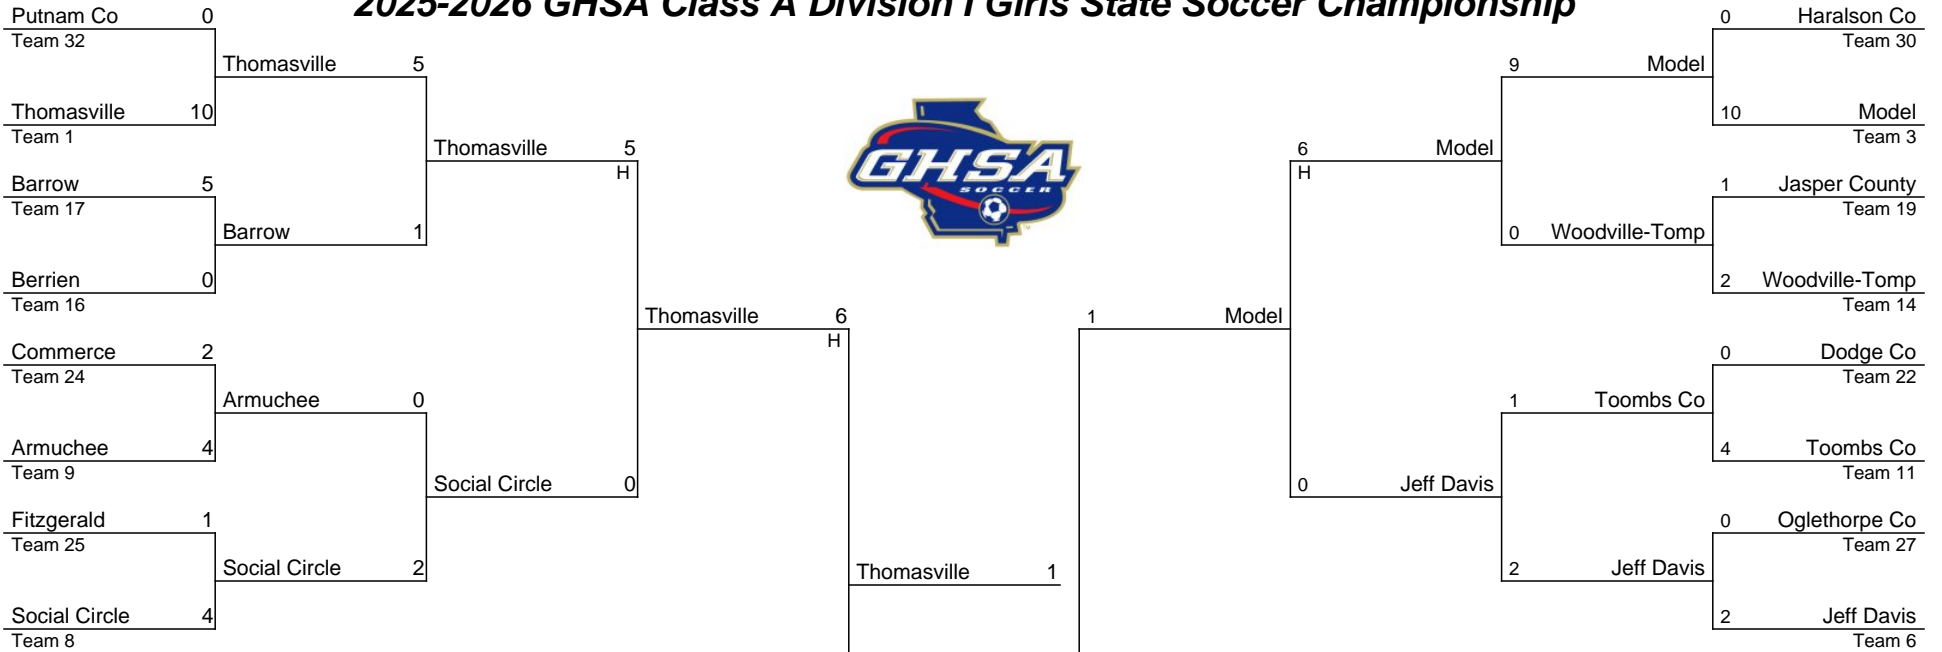 2025-2026 GHSA Class A Division I Girls State Soccer Championship
Putnam Co 0
Team 32
Thomasville 5
Thomasville 10
Team 1
Thomasville 5
H
Barrow 5
Team 17
Barrow 1
Berrien 0
Team 16
Thomasville 6
H
Commerce 2
Team 24
Armuchee 0
Armuchee 4
Team 9
Social Circle 0
Fitzgerald 1
Team 25
Social Circle 2
Social Circle 4
Team 8
Thomasville 1
GHSA
SOCCER
0 Haralson Co
Team 30
9 Model
10 Model
Team 3
6 Model
H
1 Jasper County
Team 19
0 Woodville-Tomp
2 Woodville-Tomp
Team 14
1 Model
0 Dodge Co
Team 22
1 Toombs Co
4 Toombs Co
Team 11
0 Jeff Davis
0 Oglethorpe Co
Team 27
2 Jeff Davis
2 Jeff Davis
Team 6